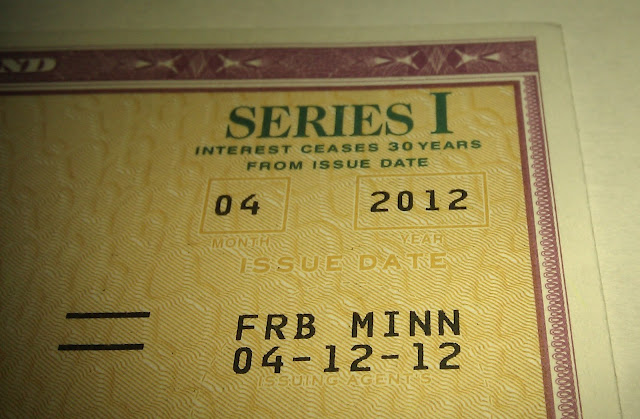 ND
SERIES I
INTEREST CEASES 30 YEARS
FROM ISSUE DATE
04 2012
MONTH YEAR
ISSUE DATE
FRB MINN
04-12-12
ISSUING AGENT'S